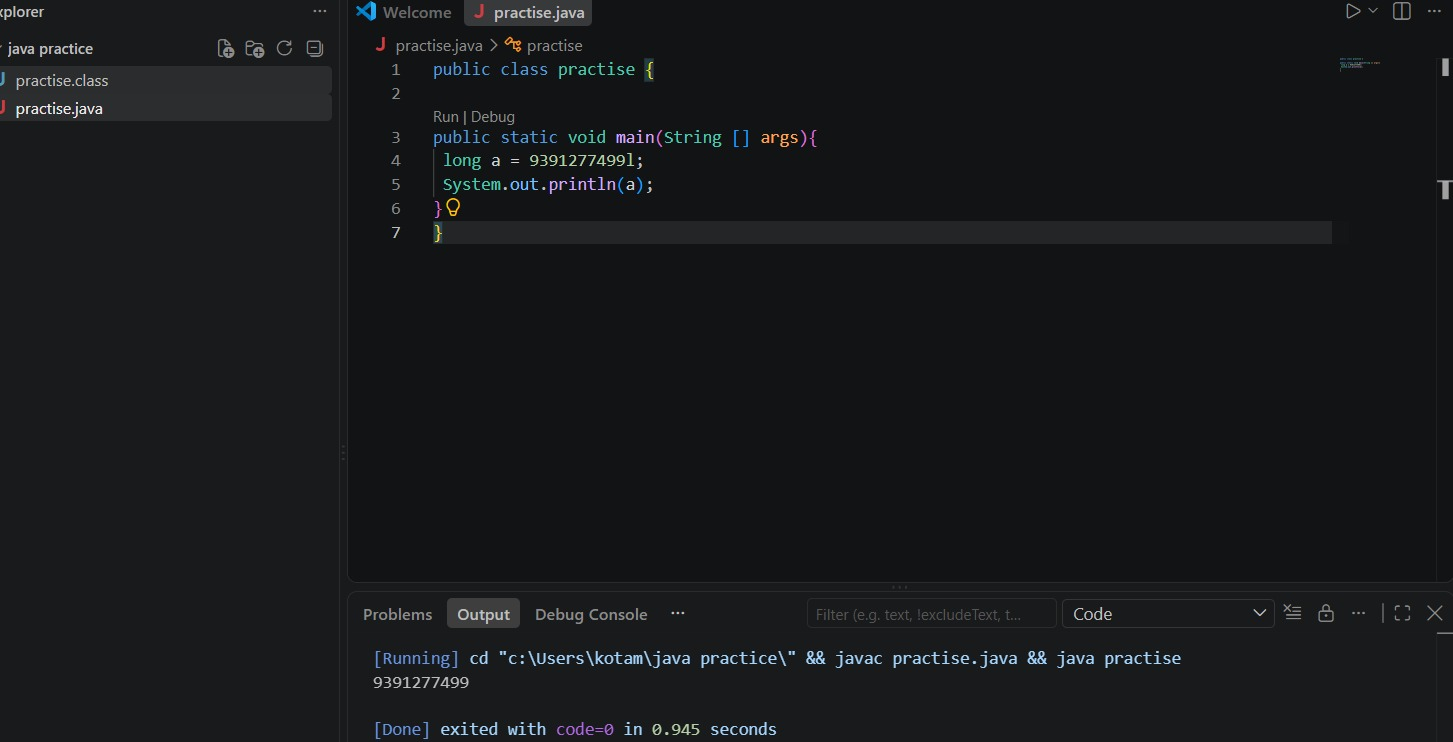 xplorer ...
java practice
practise.class
practise.java
Welcome practise.java
practise.java > practise
1 public class practise {
2
Run | Debug
3 public static void main(String [] args){
4 long a = 9391277499l;
5 System.out.println(a);
6 }
7 }
Problems Output Debug Console ... Filter (e.g. text, !excludeText, t... Code
[Running] cd "c:\Users\kotam\java practice\" && javac practise.java && java practise
9391277499
[Done] exited with code=0 in 0.945 seconds